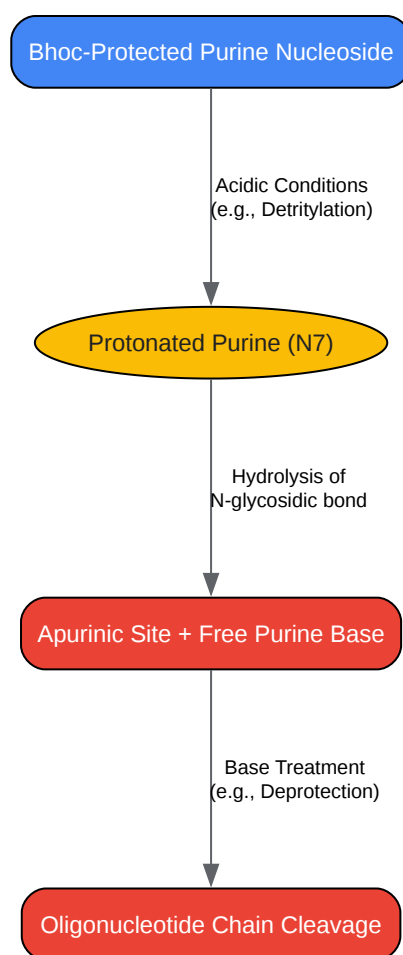 Bhoc-Protected Purine Nucleoside
Acidic Conditions
(e.g., Detritylation)
Protonated Purine (N7)
Hydrolysis of
N-glycosidic bond
Apurinic Site + Free Purine Base
Base Treatment
(e.g., Deprotection)
Oligonucleotide Chain Cleavage